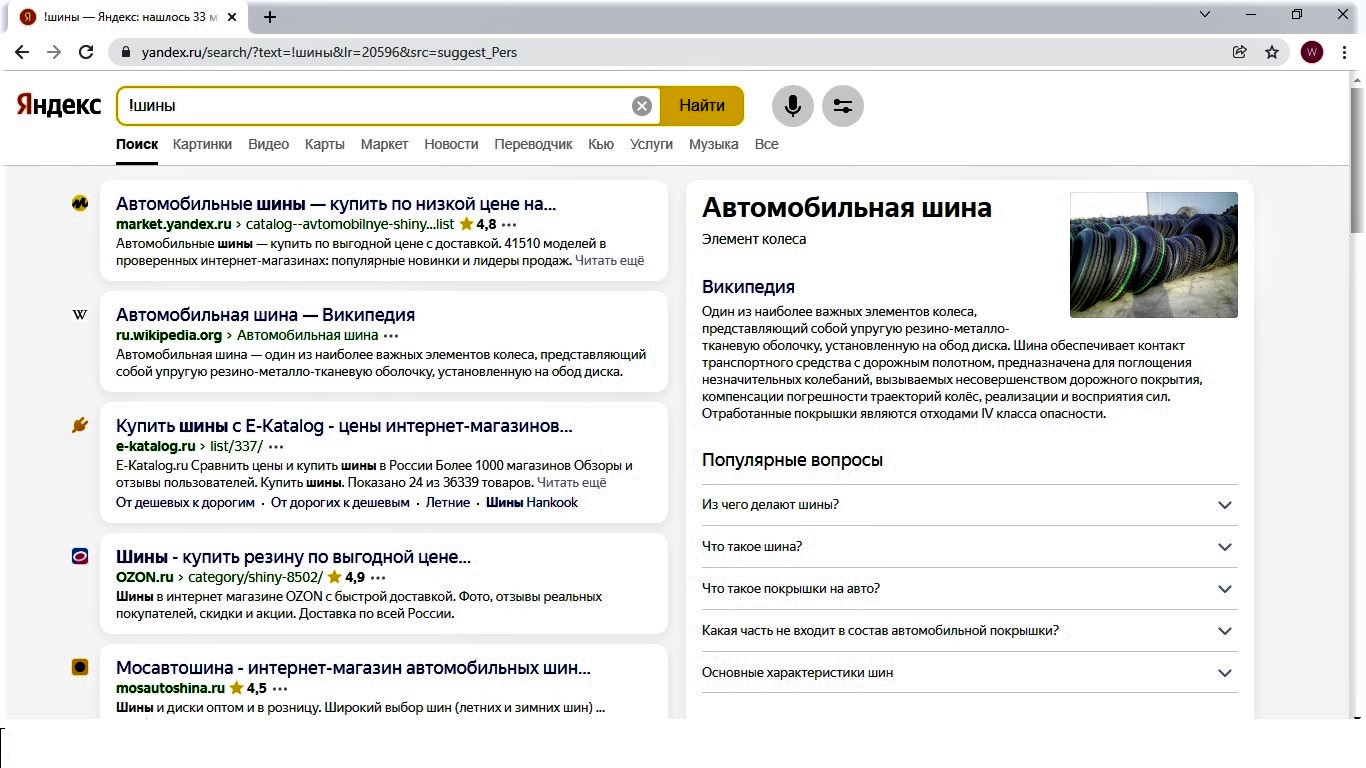 !шины — Яндекс: нашлось 33 м
yandex.ru/search/?text=!шины&lr=20596&src=suggest_Pers
W
Яндекс
!шины
Найти
Поиск Картинки Видео Карты Маркет Новости Переводчик Кью Услуги Музыка Все
Автомобильные шины — купить по низкой цене на...
market.yandex.ru › catalog--avtomobilnye-shiny...list 4,8
Автомобильные шины — купить по выгодной цене с доставкой. 41510 моделей в
проверенных интернет-магазинах: популярные новинки и лидеры продаж. Читать ещё
W
Автомобильная шина — Википедия
ru.wikipedia.org › Автомобильная шина
Автомобильная шина — один из наиболее важных элементов колеса, представляющий
собой упругую резино-металло-тканевую оболочку, установленную на обод диска.
Купить шины с E-Katalog - цены интернет-магазинов...
e-katalog.ru › list/337/
E-Katalog.ru Сравнить цены и купить шины в России Более 1000 магазинов Обзоры и
отзывы пользователей. Купить шины. Показано 24 из 36339 товаров. Читать ещё
От дешевых к дорогим · От дорогих к дешевым · Летние · Шины Hankook
Шины - купить резину по выгодной цене...
OZON.ru › category/shiny-8502/ 4,9
Шины в интернет магазине OZON с быстрой доставкой. Фото, отзывы реальных
покупателей, скидки и акции. Доставка по всей России.
Мосавтошина - интернет-магазин автомобильных шин...
mosautoshina.ru 4,5
Шины и диски оптом и в розницу. Широкий выбор шин (летних и зимних шин) ...
Автомобильная шина
Элемент колеса
Википедия
Один из наиболее важных элементов колеса,
представляющий собой упругую резино-металло-
тканевую оболочку, установленную на обод диска. Шина обеспечивает контакт
транспортного средства с дорожным полотном, предназначена для поглощения
незначительных колебаний, вызываемых несовершенством дорожного покрытия,
компенсации погрешности траекторий колёс, реализации и восприятия сил.
Отработанные покрышки являются отходами IV класса опасности.
Популярные вопросы
Из чего делают шины?
Что такое шина?
Что такое покрышки на авто?
Какая часть не входит в состав автомобильной покрышки?
Основные характеристики шин